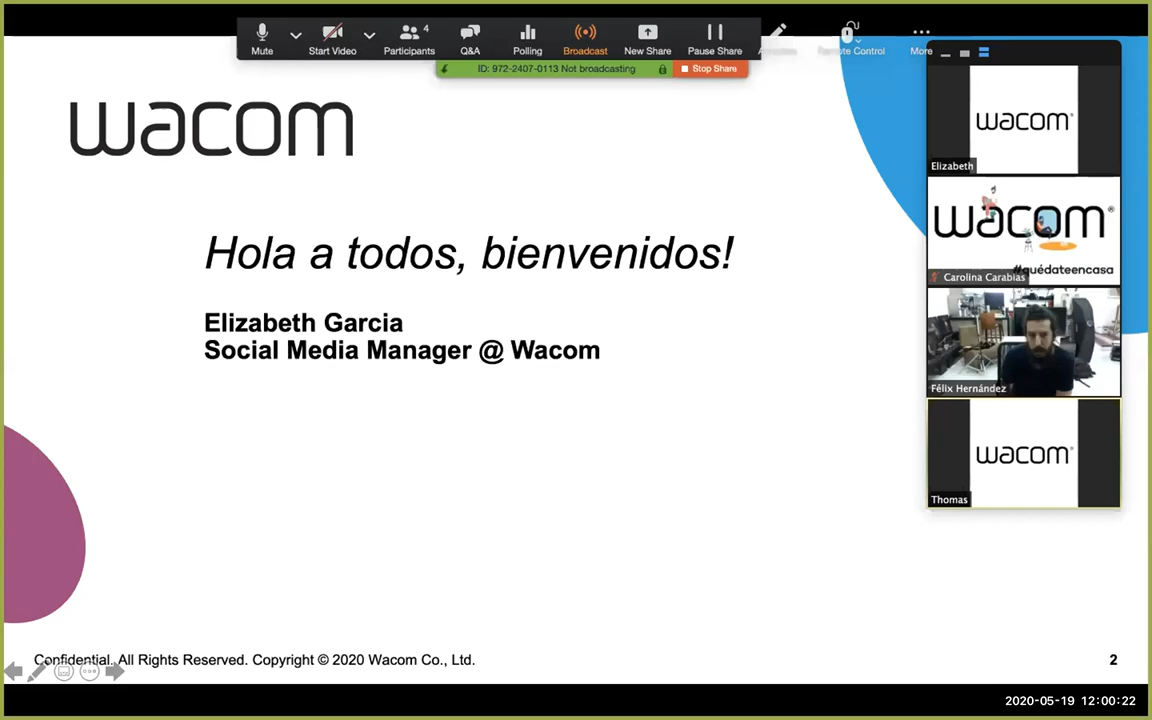 4
Mute
Start Video
Participants
Q&A
Polling
Broadcast
New Share
Pause Share
Remote Control
More
ID: 972-2407-0113 Not broadcasting
Stop Share
wacom
Hola a todos, bienvenidos!
Elizabeth Garcia
Social Media Manager @ Wacom
wacom®
Elizabeth
wacom®
#quédateencasa
Carolina Carabias
Félix Hernández
wacom®
Thomas
Confidential. All Rights Reserved. Copyright © 2020 Wacom Co., Ltd.
2
2020-05-19 12:00:22